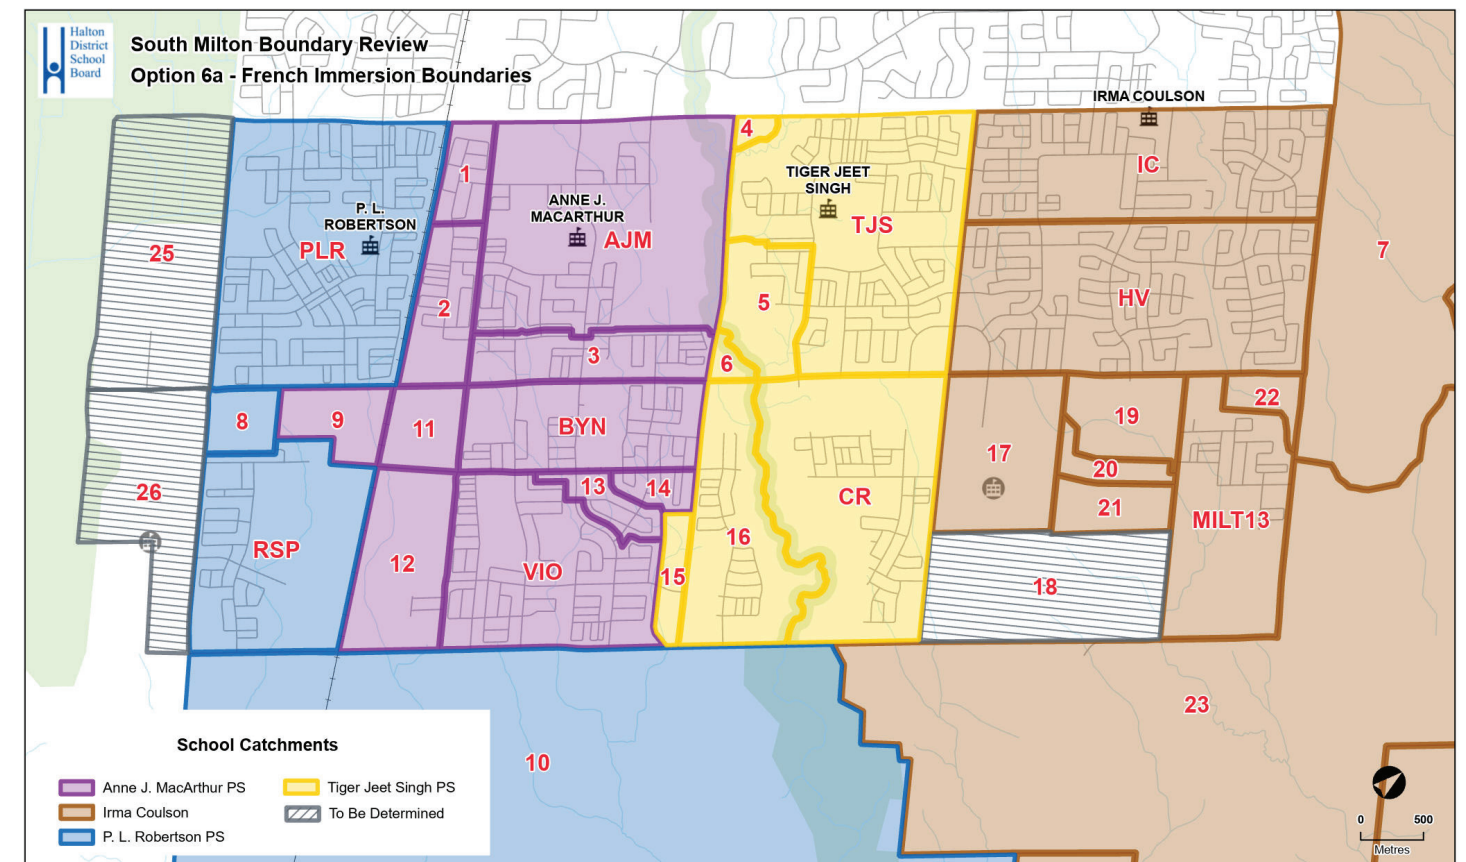 Halton
District
School
Board
South Milton Boundary Review
Option 6a - French Immersion Boundaries
IRMA COULSON
4
IC
1
TIGER JEET
SINGH
ANNE J.
MACARTHUR
P. L.
ROBERTSON
TJS
AJM
PLR
25
7
HV
5
2
3
6
22
8
9
11
BYN
19
17
20
26
13
14
CR
21
MILT13
16
RSP
12
VIO
15
18
23
10
School Catchments
Anne J. MacArthur PS
Tiger Jeet Singh PS
Irma Coulson
To Be Determined
P. L. Robertson PS
0 500
Metres